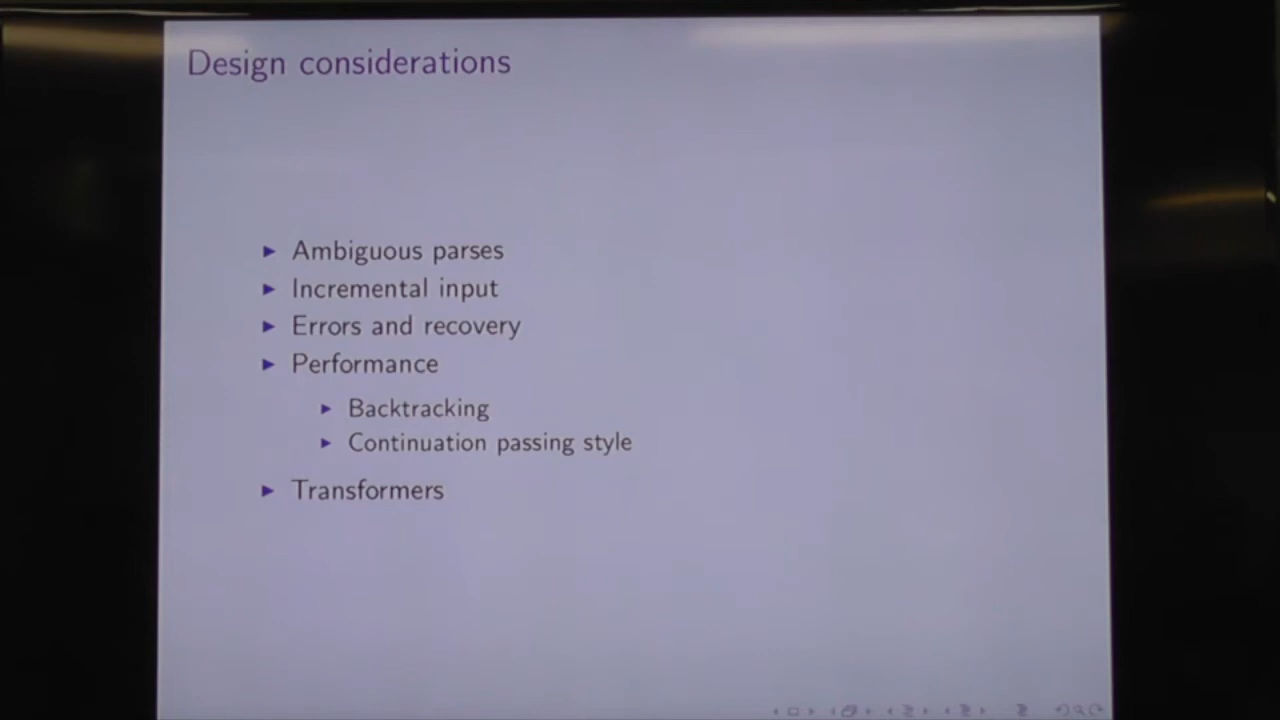 Design considerations
Ambiguous parses
Incremental input
Errors and recovery
Performance
Backtracking
Continuation passing style
Transformers